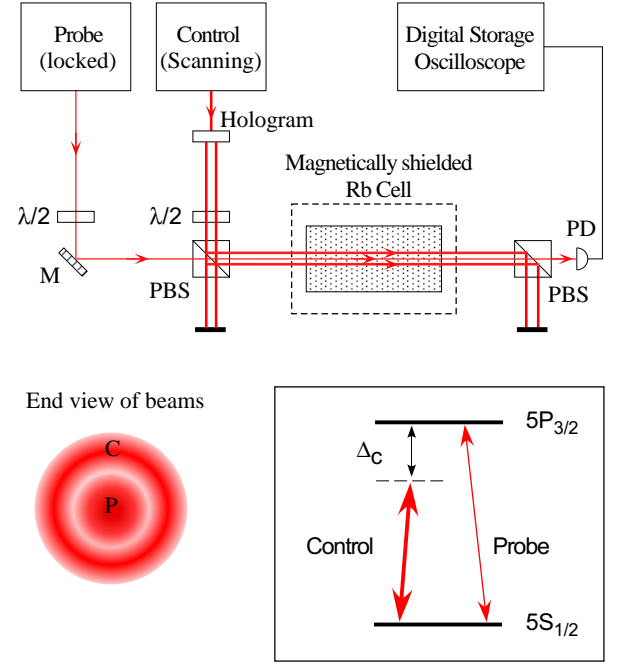 Probe
(locked)
Control
(Scanning)
Digital Storage
Oscilloscope
Hologram
Magnetically shielded
Rb Cell
λ/2
λ/2
PD
M
PBS
PBS
End view of beams
C
P
5P3/2
ΔC
Control
Probe
5S1/2